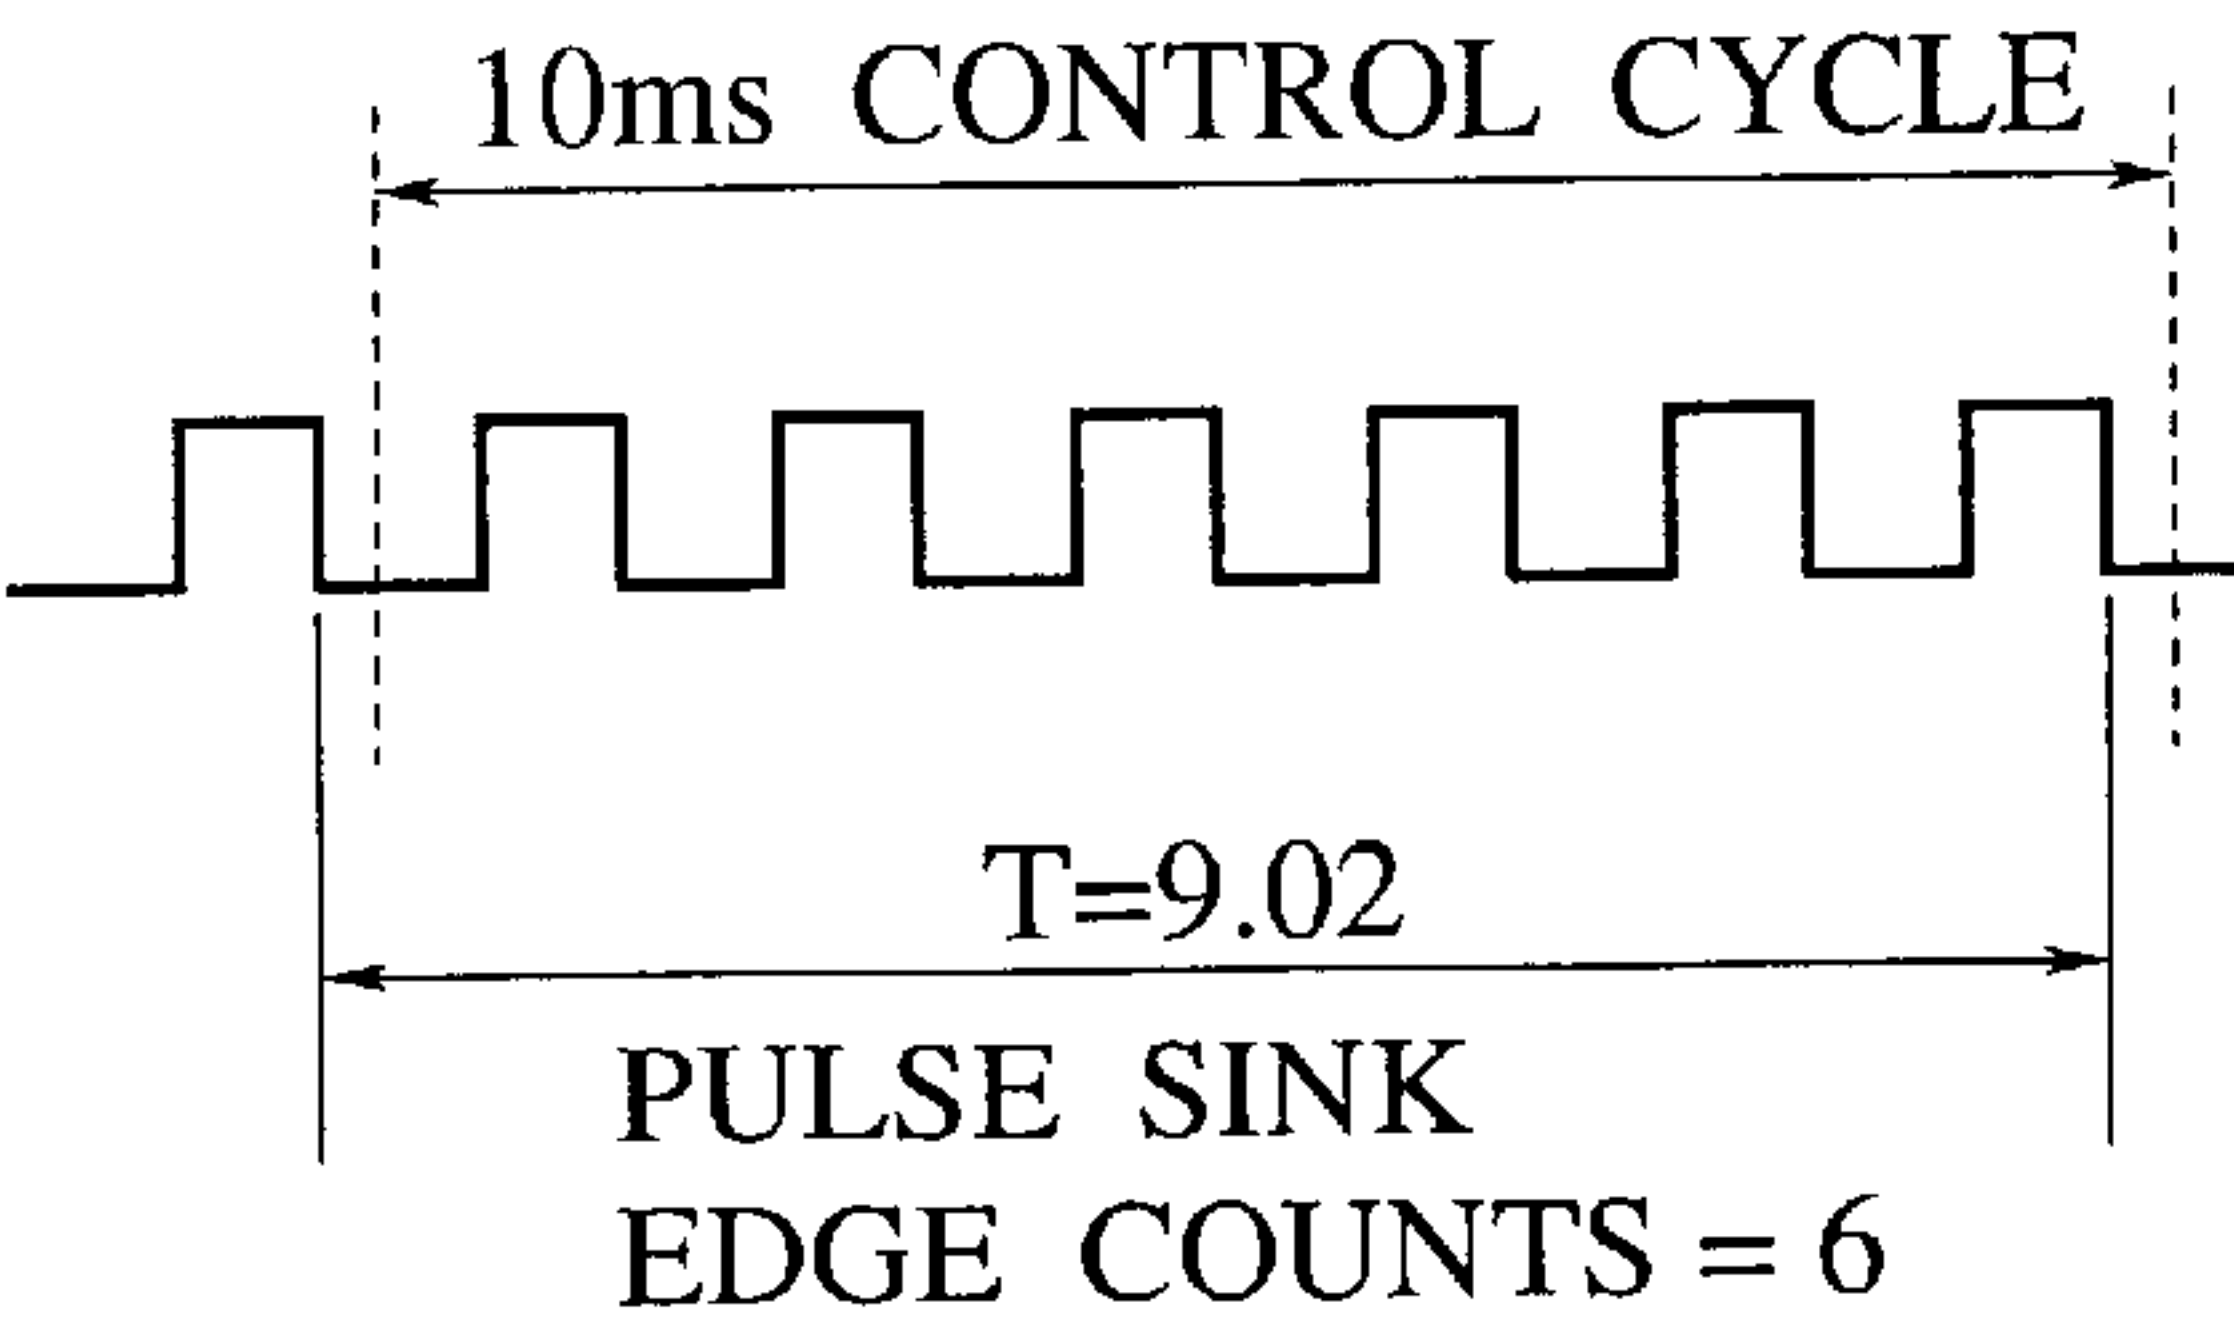 10ms CONTROL CYCLE
T=9.02
PULSE SINK
EDGE COUNTS = 6